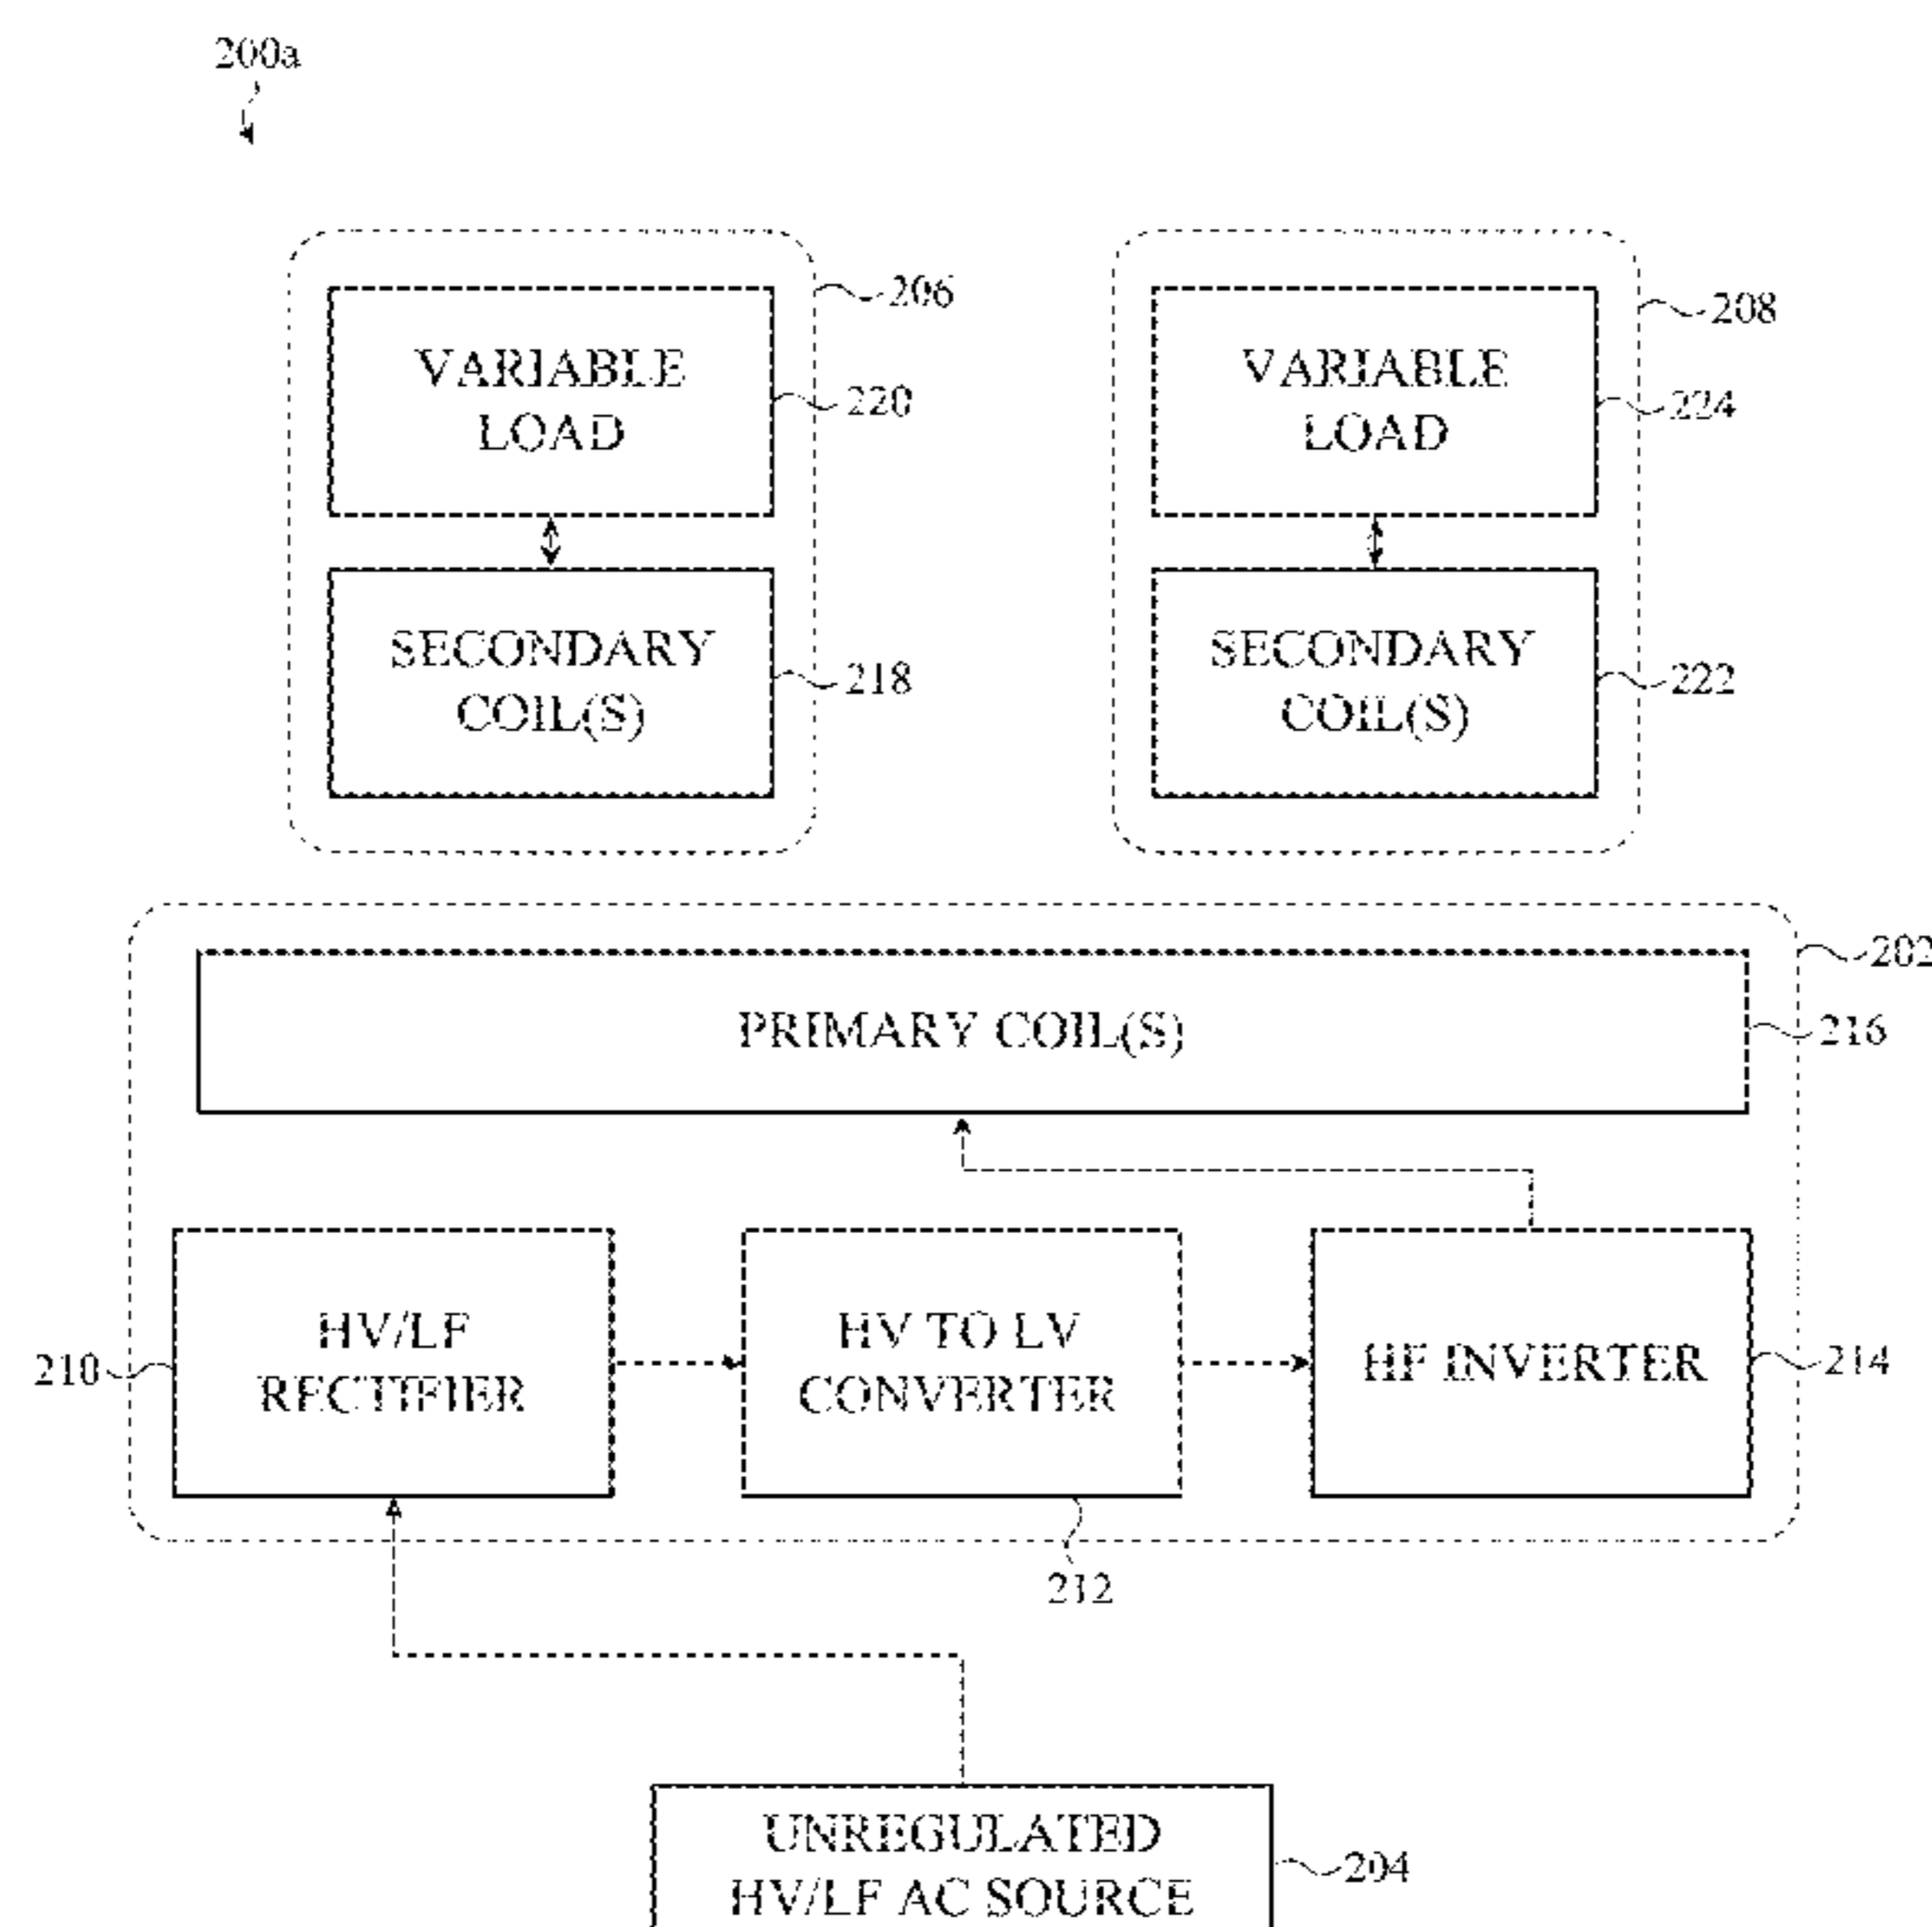 200a
206
208
VARIABLE
LOAD
220
VARIABLE
LOAD
224
SECONDARY
COIL(S)
218
SECONDARY
COIL(S)
222
202
PRIMARY COIL(S)
216
210
HV/LF
RECTIFIER
HV TO LV
CONVERTER
HF INVERTER
214
212
UNREGULATED
HV/LF AC SOURCE
204